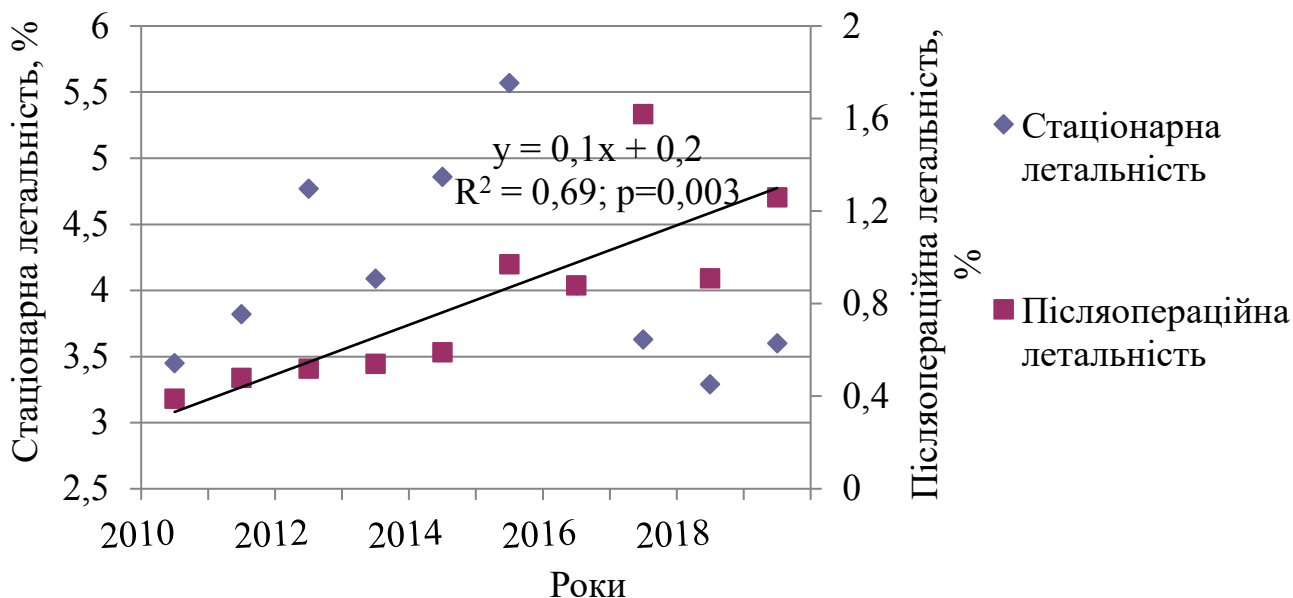 Стаціонарна летальність, %
6
5,5
5
4,5
4
3,5
3
2,5
y = 0,1x + 0,2
R² = 0,69; p=0,003
2
1,6
1,2
0,8
0,4
0
Післяопераційна летальність,
%
2010 2012 2014 2016 2018
Роки
Стаціонарна
летальність
Післяопераційна
летальність